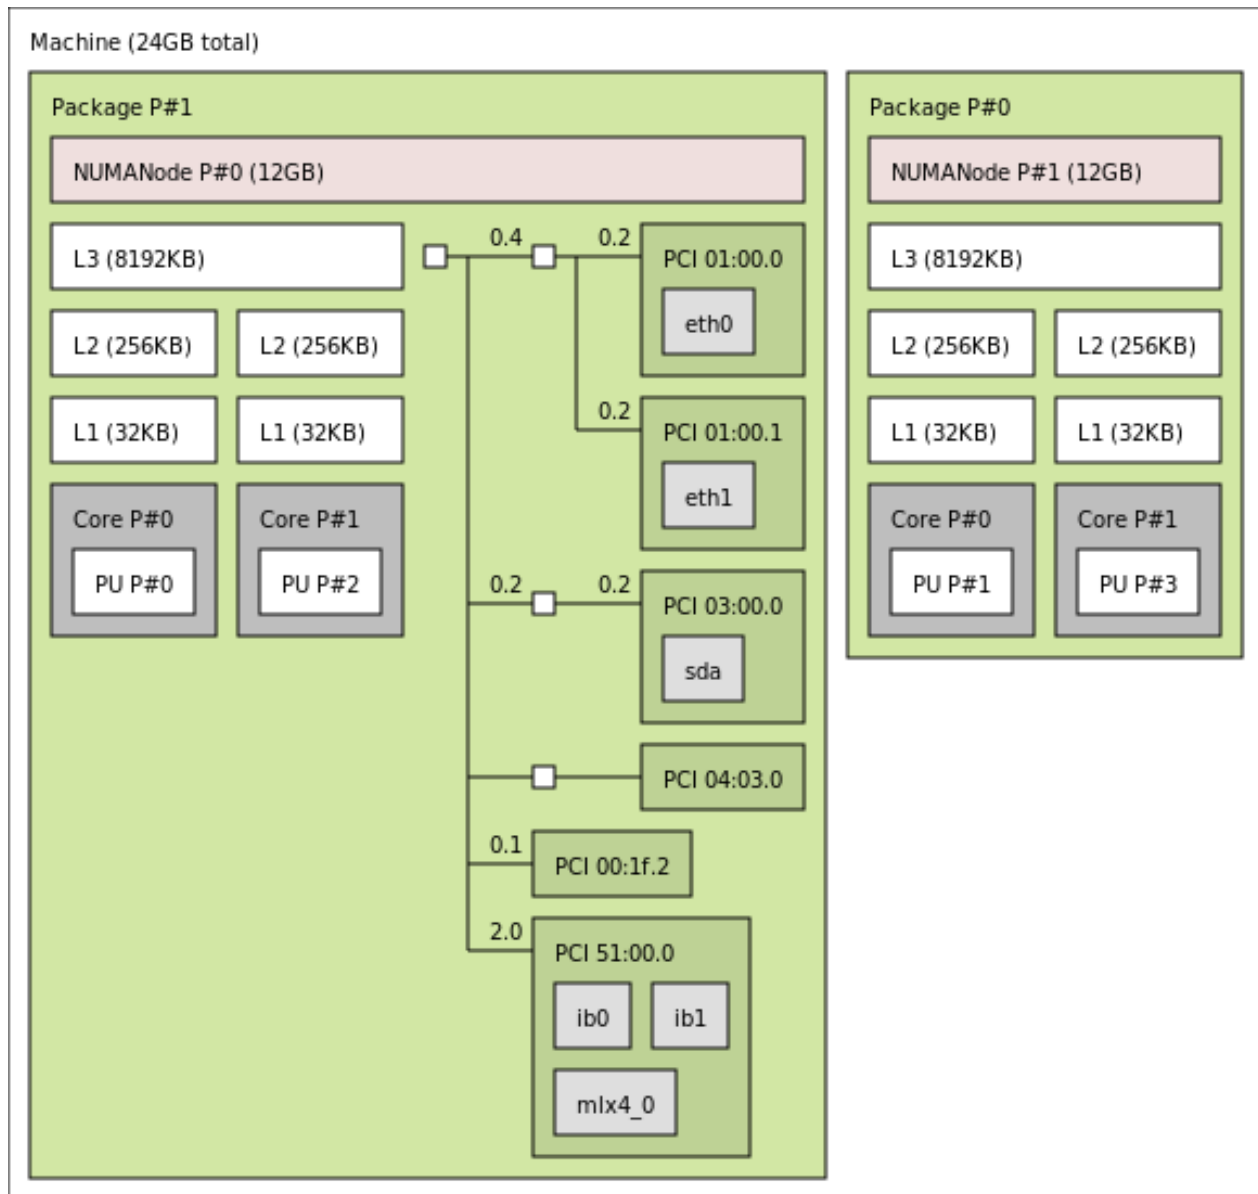 Machine (24GB total)
Package P#1
NUMANode P#0 (12GB)
L3 (8192KB)
L2 (256KB)
L2 (256KB)
L1 (32KB)
L1 (32KB)
Core P#0
PU P#0
Core P#1
PU P#2
0.4
0.2
PCI 01:00.0
eth0
0.2
PCI 01:00.1
eth1
0.2
0.2
PCI 03:00.0
sda
PCI 04:03.0
0.1
PCI 00:1f.2
2.0
PCI 51:00.0
ib0
ib1
mlx4_0
Package P#0
NUMANode P#1 (12GB)
L3 (8192KB)
L2 (256KB)
L2 (256KB)
L1 (32KB)
L1 (32KB)
Core P#0
PU P#1
Core P#1
PU P#3